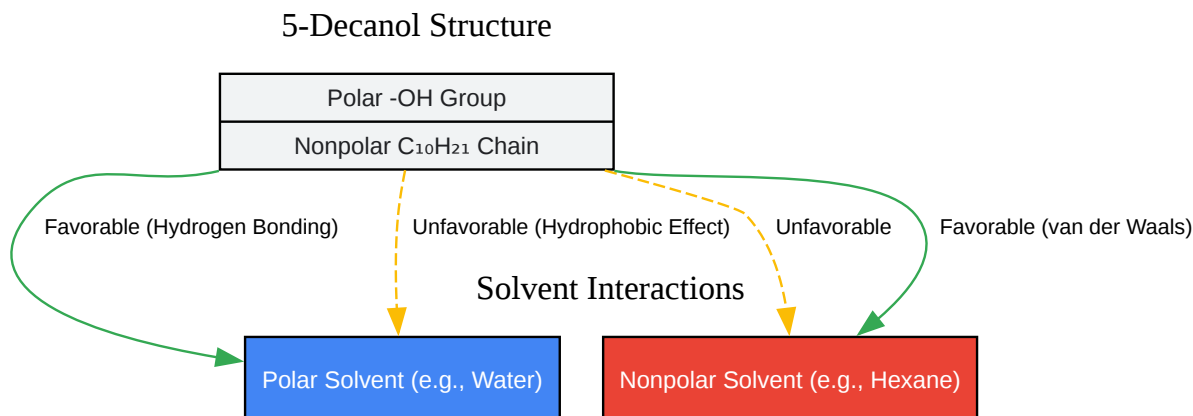 5-Decanol Structure
Polar -OH Group
Nonpolar C₁₀H₂₁ Chain
Favorable (Hydrogen Bonding)
Unfavorable (Hydrophobic Effect)
Unfavorable
Favorable (van der Waals)
Solvent Interactions
Polar Solvent (e.g., Water)
Nonpolar Solvent (e.g., Hexane)